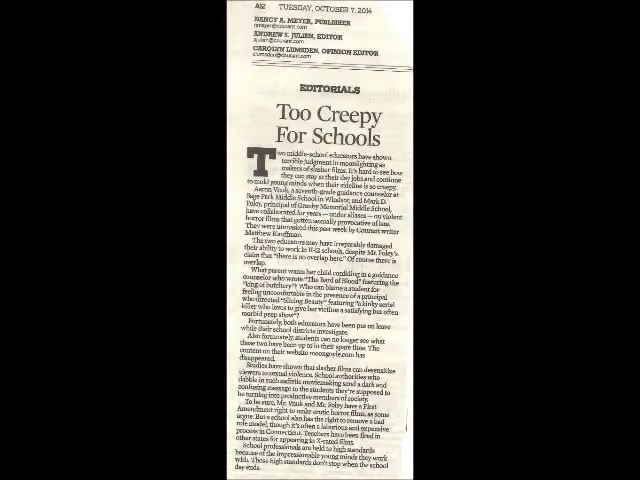 A12 TUESDAY, OCTOBER 7, 2014
NANCY A. MEYER, PUBLISHER
nmeyer@courant.com
ANDREW S. JULIEN, EDITOR
ajulien@courant.com
CAROLYN LUMSDEN, OPINION EDITOR
clumsden@courant.com
EDITORIALS
Too Creepy
For Schools
Two middle-school educators have shown
terrible judgment in moonlighting as
makers of slasher films. It's hard to see how
they can stay at their day jobs and continue
to mold young minds when their sideline is so creepy.
Aaron Vnuk, a seventh-grade guidance counselor at
Sage Park Middle School in Windsor, and Mark D.
Foley, principal of Granby Memorial Middle School,
have collaborated for years — under aliases — on violent
horror films that gotten sexually provocative of late.
They were unmasked this past week by Courant writer
Matthew Kauffman.
The two educators may have irreparably damaged
their ability to work in K-12 schools, despite Mr. Foley's
claim that "there is no overlap here." Of course there is
overlap.
What parent wants her child confiding in a guidance
counselor who wrote "The Bard of Blood" featuring the
"king of butchery"? Who can blame a student for
feeling uncomfortable in the presence of a principal
who directed "Slicing Beauty" featuring "a kinky serial
killer who loves to give her victims a satisfying but often
morbid peep show"?
Fortunately, both educators have been put on leave
while their school districts investigate.
Also fortunately, students can no longer see what
these two have been up to in their spare time. The
content on their website moongoyle.com has
disappeared.
Studies have shown that slasher films can desensitize
viewers to sexual violence. School authorities who
dabble in such sadistic moviemaking send a dark and
confusing message to the students they're supposed to
be turning into productive members of society.
To be sure, Mr. Vnuk and Mr. Foley have a First
Amendment right to make erotic horror films, as some
argue. But a school also has the right to remove a bad
role model, though it's often a laborious and expensive
process in Connecticut. Teachers have been fired in
other states for appearing in X-rated films.
School professionals are held to high standards
because of the impressionable young minds they work
with. Those high standards don't stop when the school
day ends.